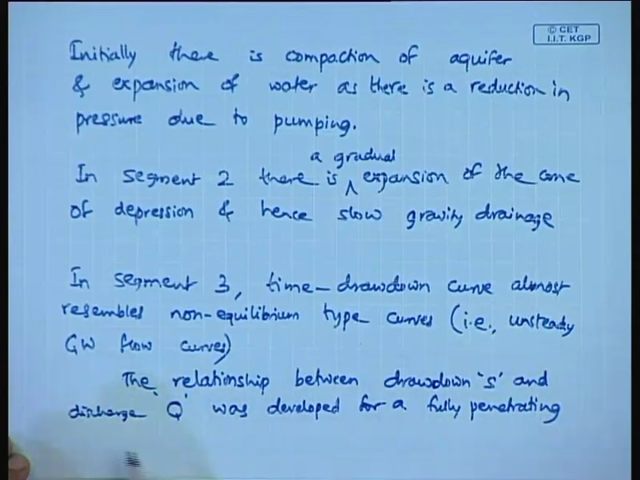 © CET
I.I.T. KGP
Initially there is compaction of aquifer
& expansion of water as there is a reduction in
pressure due to pumping.
a gradual
In segment 2 there is ^ expansion of the cone
of depression & hence slow gravity drainage
In segment 3, time-drawdown curve almost
resembles non-equilibrium type curves (i.e., unsteady
GW flow curves)
The relationship between drawdown 's' and
discharge 'Q' was developed for a fully penetrating